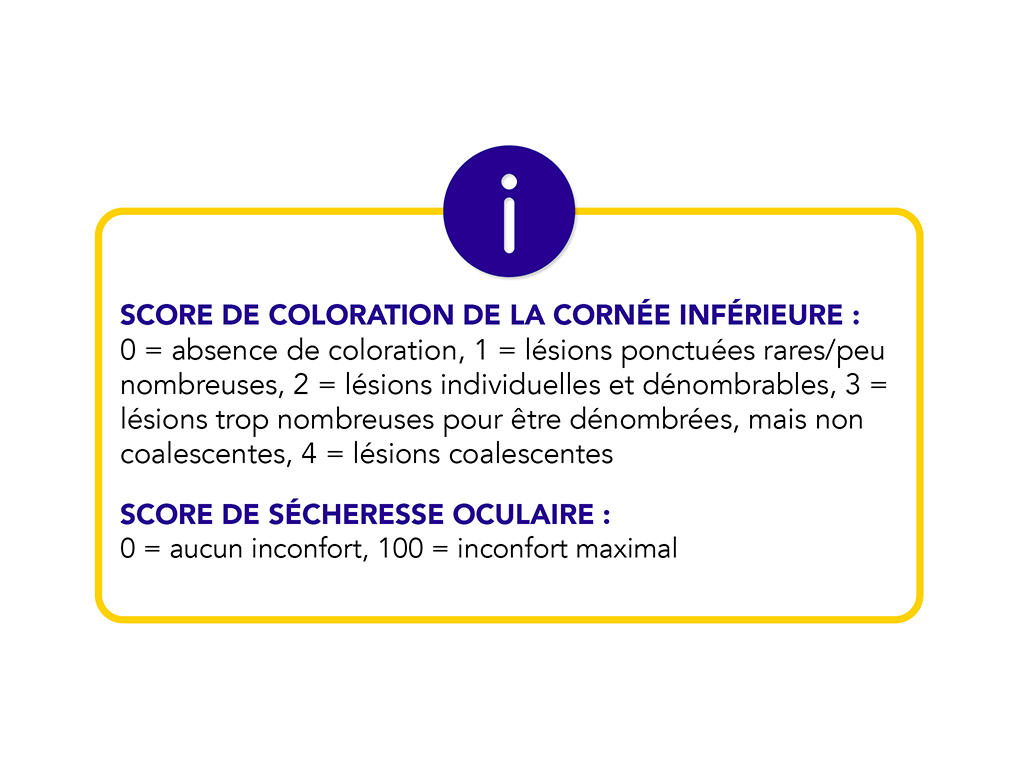 i
SCORE DE COLORATION DE LA CORNÉE INFÉRIEURE :
0 = absence de coloration, 1 = lésions ponctuées rares/peu
nombreuses, 2 = lésions individuelles et dénombrables, 3 =
lésions trop nombreuses pour être dénombrées, mais non
coalescentes, 4 = lésions coalescentes
SCORE DE SÉCHERESSE OCULAIRE :
0 = aucun inconfort, 100 = inconfort maximal